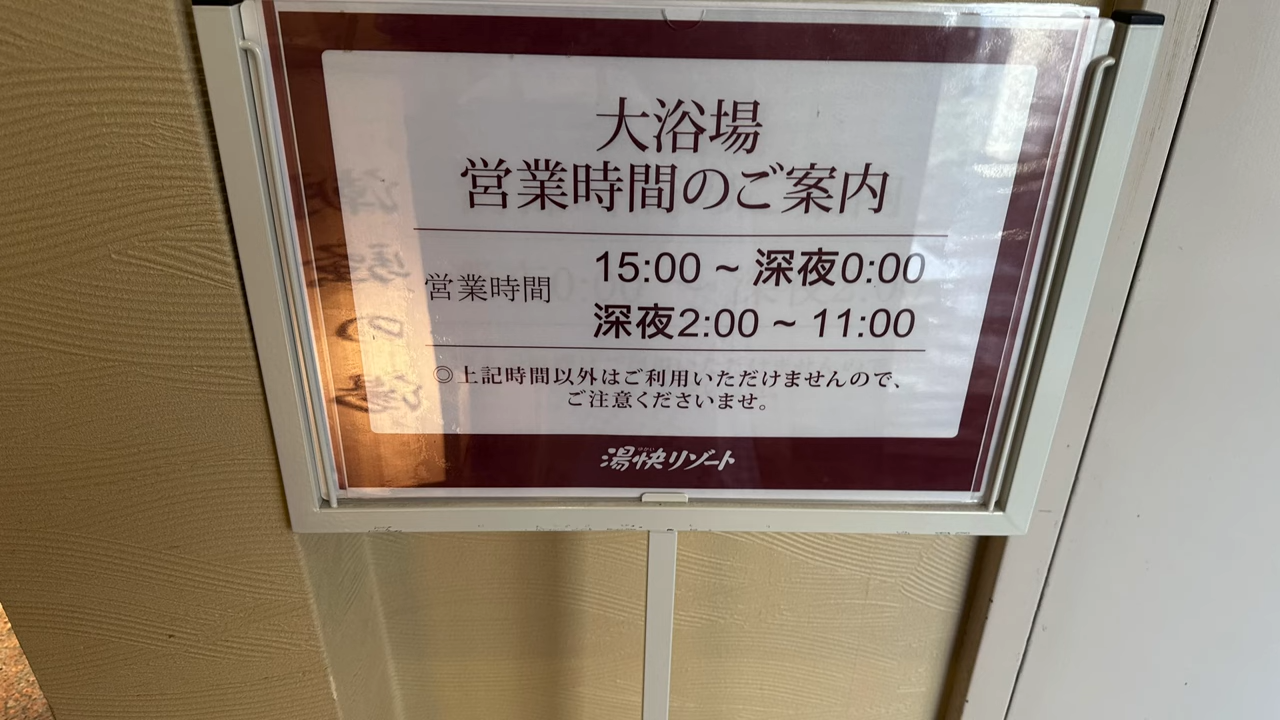 大浴場
営業時間のご案内
営業時間
15:00 ~ 深夜0:00
深夜2:00 ~ 11:00
◎上記時間以外はご利用いただけませんので、
ご注意くださいませ。
湯快リゾート